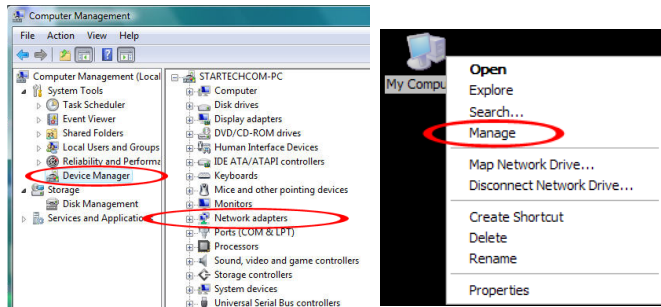 Computer Management
File Action View Help
Computer Management (Local
System Tools
Task Scheduler
Event Viewer
Shared Folders
Local Users and Groups
Reliability and Performa
Device Manager
Storage
Disk Management
Services and Application
STARTECHCOM-PC
Computer
Disk drives
Display adapters
DVD/CD-ROM drives
Human Interface Devices
IDE ATA/ATAPI controllers
Keyboards
Mice and other pointing devices
Monitors
Network adapters
Ports (COM & LPT)
Processors
Sound, video and game controllers
Storage controllers
System devices
Universal Serial Bus controllers
My Compu
Open
Explore
Search...
Manage
Map Network Drive...
Disconnect Network Drive...
Create Shortcut
Delete
Rename
Properties